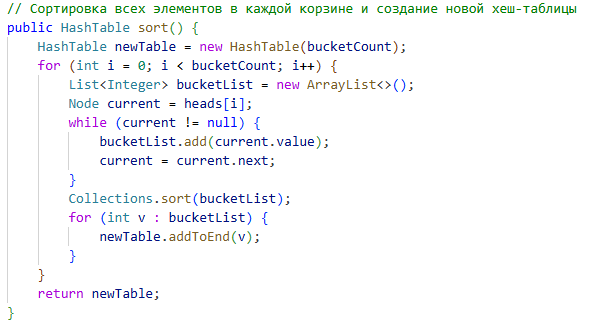 // Сортировка всех элементов в каждой корзине и создание новой хеш-таблицы
public HashTable sort() {
    HashTable newTable = new HashTable(bucketCount);
    for (int i = 0; i < bucketCount; i++) {
        List<Integer> bucketList = new ArrayList<>();
        Node current = heads[i];
        while (current != null) {
            bucketList.add(current.value);
            current = current.next;
        }
        Collections.sort(bucketList);
        for (int v : bucketList) {
            newTable.addToEnd(v);
        }
    }
    return newTable;
}